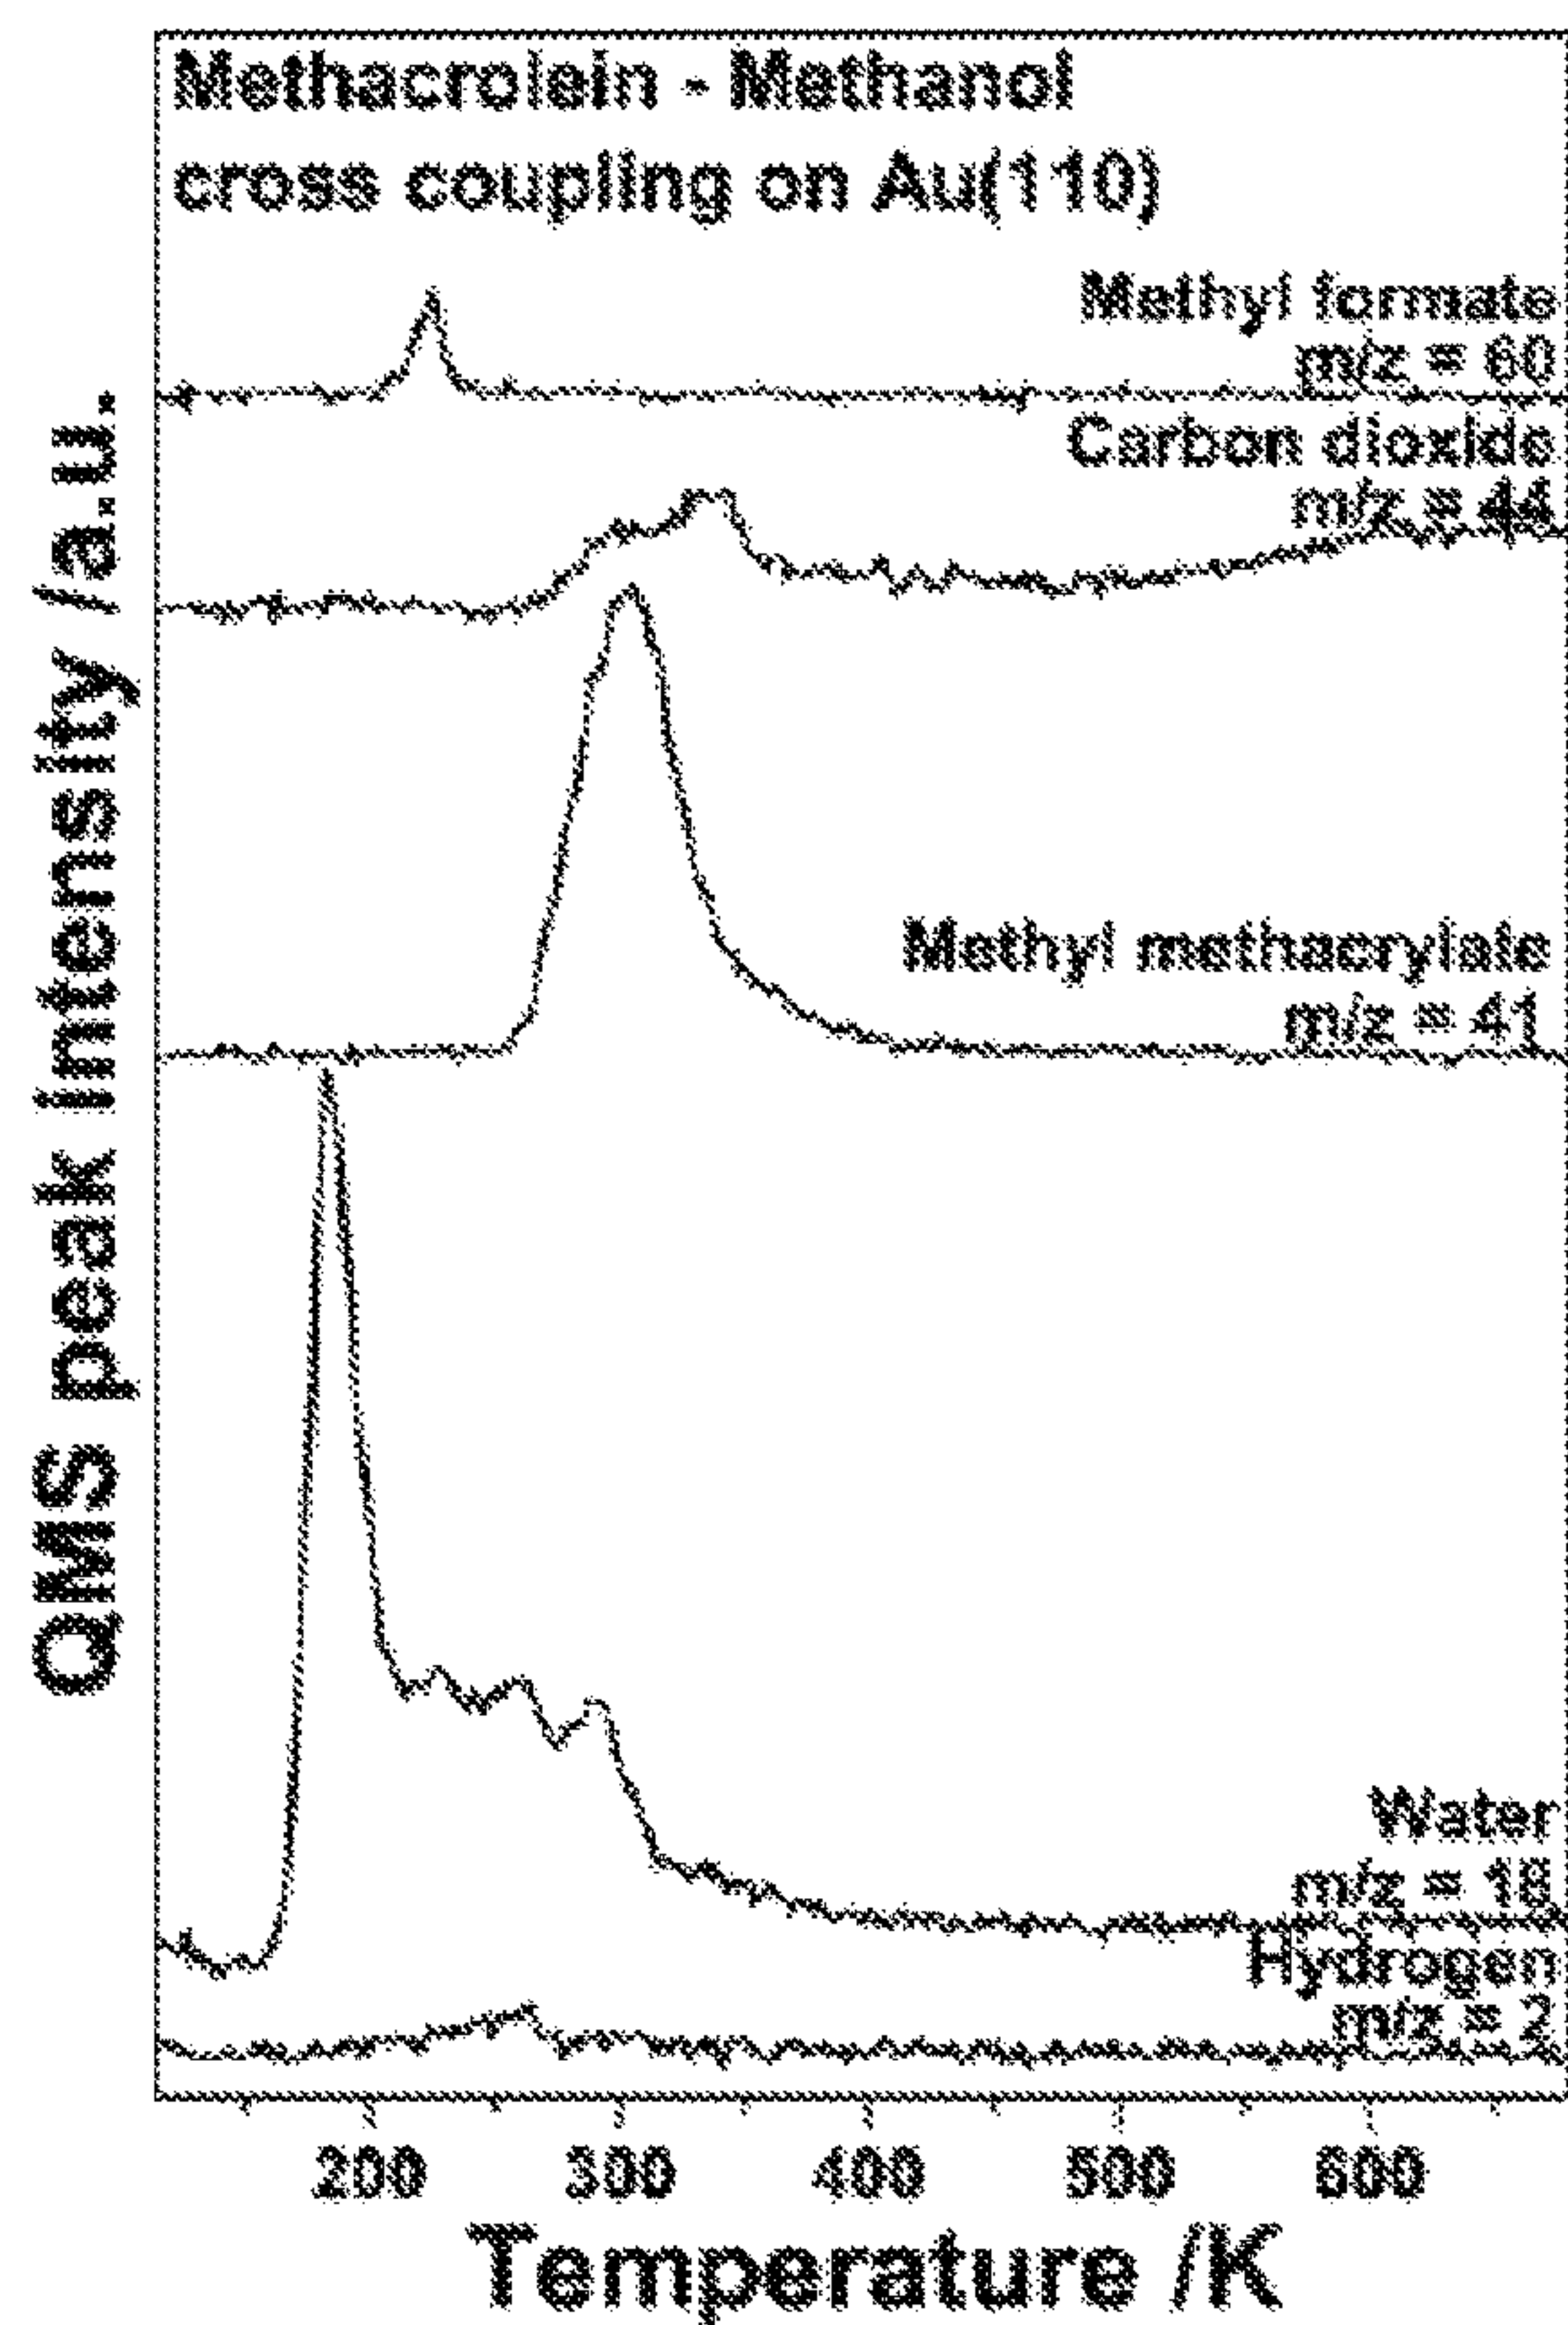 Methacrolein - Methanol
cross coupling on Au(110)
Methyl formate
m/z = 60
Carbon dioxide
m/z = 44
Methyl methacrylate
m/z = 41
Water
m/z = 18
Hydrogen
m/z = 2
QMS peak intensity /a.u.
200 300 400 500 600
Temperature /K